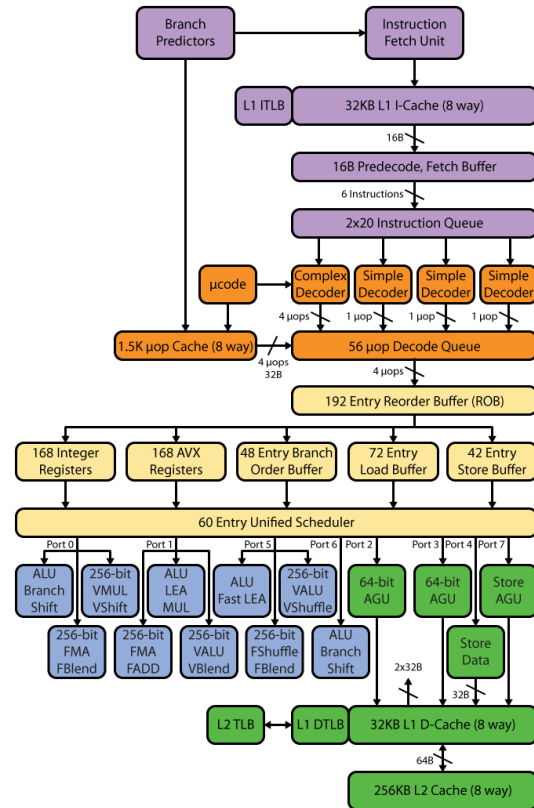 Branch
Predictors
Instruction
Fetch Unit
L1 ITLB
32KB L1 I-Cache (8 way)
16B
16B Predecode, Fetch Buffer
6 Instructions
2x20 Instruction Queue
µcode
Complex
Decoder
Simple
Decoder
Simple
Decoder
Simple
Decoder
4 µops
1 µop
1 µop
1 µop
1.5K µop Cache (8 way)
4 µops
32B
56 µop Decode Queue
4 µops
192 Entry Reorder Buffer (ROB)
168 Integer
Registers
168 AVX
Registers
48 Entry Branch
Order Buffer
72 Entry
Load Buffer
42 Entry
Store Buffer
60 Entry Unified Scheduler
Port 0
Port 1
Port 5
Port 6
Port 2
Port 3
Port 4
Port 7
ALU
Branch
Shift
256-bit
VMUL
VShift
ALU
LEA
MUL
ALU
Fast LEA
256-bit
VALU
VShuffle
64-bit
AGU
64-bit
AGU
Store
AGU
256-bit
FMA
FBlend
256-bit
FMA
FADD
256-bit
VALU
VBlend
256-bit
FShuffle
FBlend
ALU
Branch
Shift
Store
Data
2x32B
32B
L2 TLB
L1 DTLB
32KB L1 D-Cache (8 way)
64B
256KB L2 Cache (8 way)